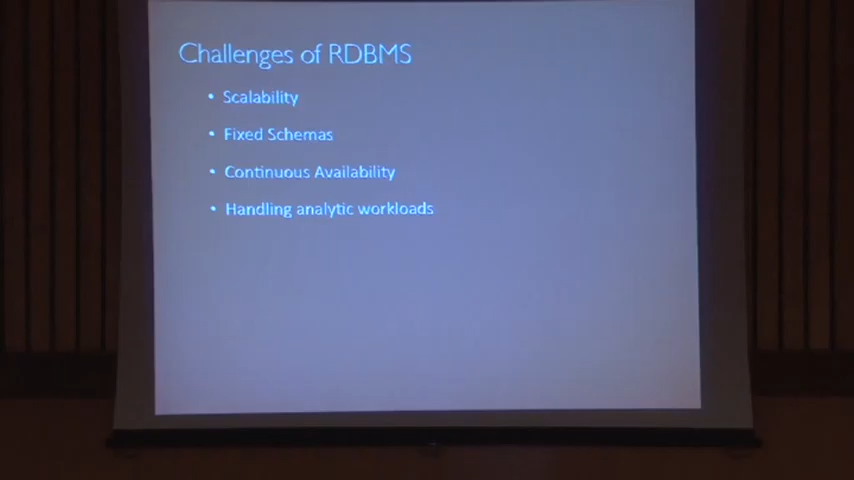 Challenges of RDBMS
• Scalability
• Fixed Schemas
• Continuous Availability
• Handling analytic workloads